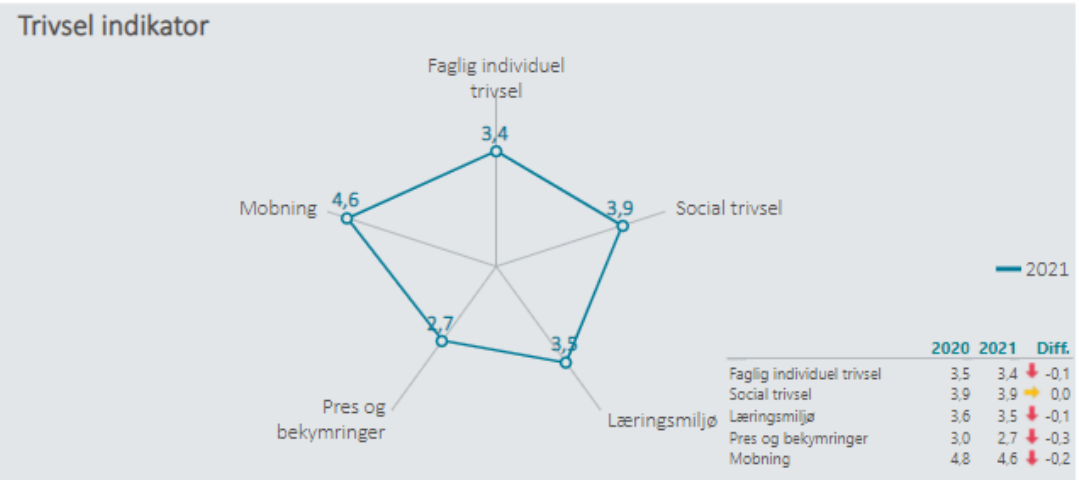 Trivsel indikator
Faglig individuel
trivsel
3,4
4,6
Mobning
3,9
Social trivsel
2021
2,7
3,5
Pres og
bekymringer
Læringsmiljø
2020 2021 Diff.
Faglig individuel trivsel 3,5 3,4 -0,1
Social trivsel 3,9 3,9 0,0
Læringsmiljø 3,6 3,5 -0,1
Pres og bekymringer 3,0 2,7 -0,3
Mobning 4,8 4,6 -0,2